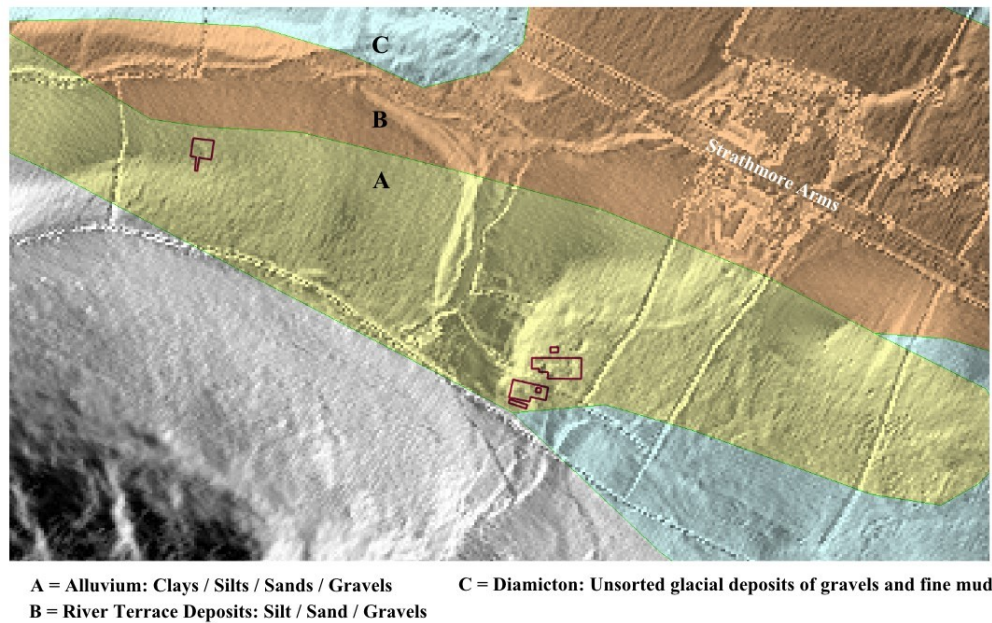 C
B
A
Strathmore Arms
A = Alluvium: Clays / Silts / Sands / Gravels
C = Diamicton: Unsorted glacial deposits of gravels and fine mud
B = River Terrace Deposits: Silt / Sand / Gravels